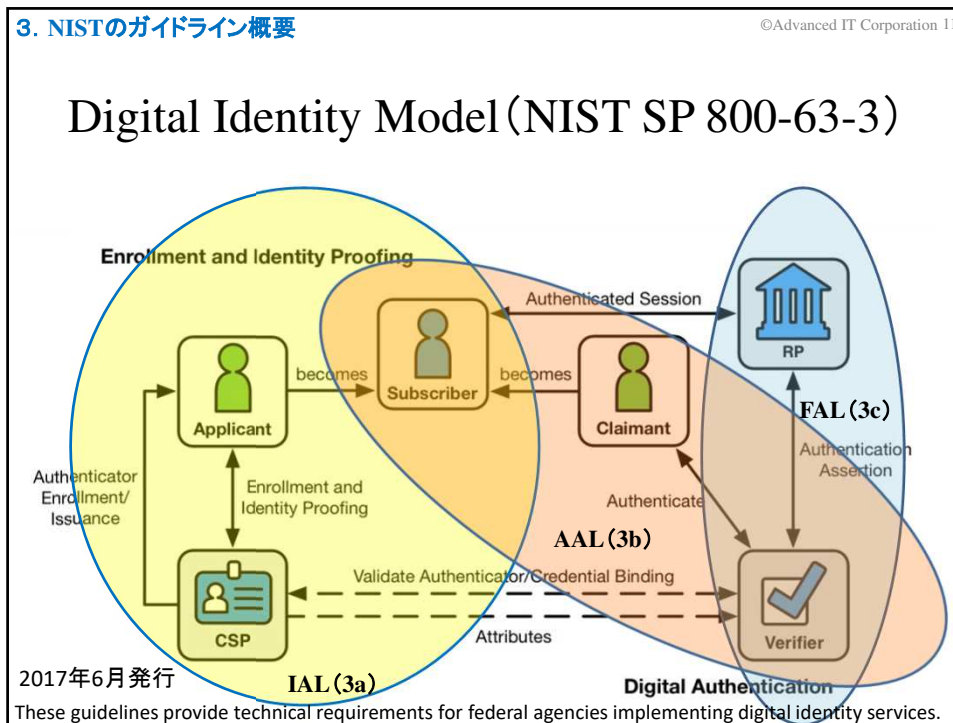 ３．NISTのガイドライン概要
©Advanced IT Corporation
Digital Identity Model（NIST SP 800-63-3）
Enrollment and Identity Proofing
Authenticated Session
RP
becomes
Subscriber
becomes
Applicant
Claimant
FAL（3c）
Authenticator
Enrollment/
Issuance
Enrollment and
Identity Proofing
Authenticate
Authentication
Assertion
AAL（3b）
Validate Authenticator/Credential Binding
CSP
Attributes
Verifier
2017年6月発行
IAL（3a）
Digital Authentication
These guidelines provide technical requirements for federal agencies implementing digital identity services.